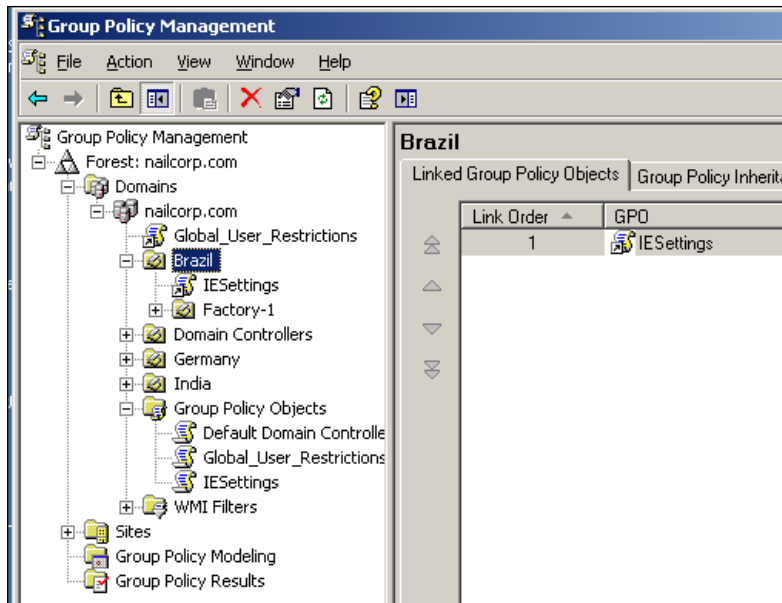 Group Policy Management
File Action View Window Help
Group Policy Management
Forest: nailcorp.com
Domains
nailcorp.com
Global_User_Restrictions
Brazil
IESettings
Factory-1
Domain Controllers
Germany
India
Group Policy Objects
Default Domain Controlle
Global_User_Restrictions
IESettings
WMI Filters
Sites
Group Policy Modeling
Group Policy Results
Brazil
Linked Group Policy Objects Group Policy Inherita
Link Order GPO
1 IESettings